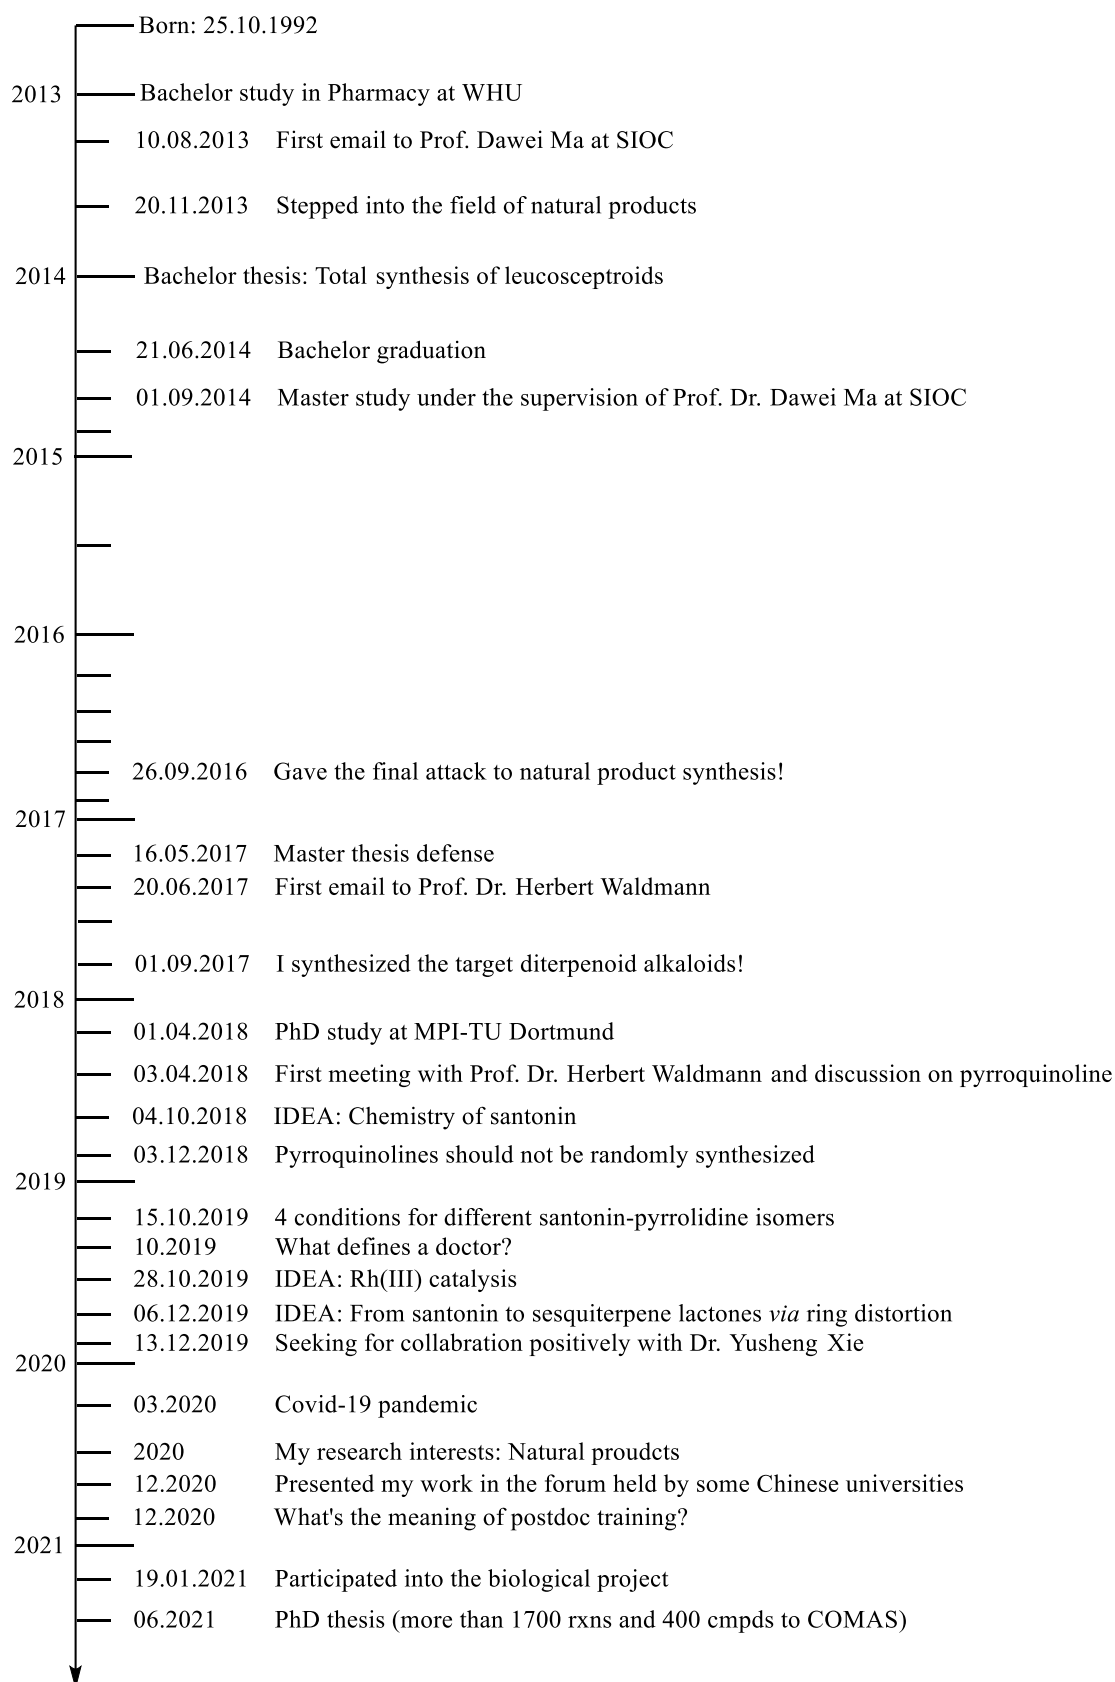 Born: 25.10.1992
2013 Bachelor study in Pharmacy at WHU
10.08.2013 First email to Prof. Dawei Ma at SIOC
20.11.2013 Stepped into the field of natural products
2014 Bachelor thesis: Total synthesis of leucosceptroids
21.06.2014 Bachelor graduation
01.09.2014 Master study under the supervision of Prof. Dr. Dawei Ma at SIOC
2015
2016
26.09.2016 Gave the final attack to natural product synthesis!
2017
16.05.2017 Master thesis defense
20.06.2017 First email to Prof. Dr. Herbert Waldmann
01.09.2017 I synthesized the target diterpenoid alkaloids!
2018
01.04.2018 PhD study at MPI-TU Dortmund
03.04.2018 First meeting with Prof. Dr. Herbert Waldmann and discussion on pyrroquinoline
04.10.2018 IDEA: Chemistry of santonin
03.12.2018 Pyrroquinolines should not be randomly synthesized
2019
15.10.2019 4 conditions for different santonin-pyrrolidine isomers
10.2019 What defines a doctor?
28.10.2019 IDEA: Rh(III) catalysis
06.12.2019 IDEA: From santonin to sesquiterpene lactones via ring distortion
13.12.2019 Seeking for collabration positively with Dr. Yusheng Xie
2020
03.2020 Covid-19 pandemic
2020 My research interests: Natural proudcts
12.2020 Presented my work in the forum held by some Chinese universities
12.2020 What's the meaning of postdoc training?
2021
19.01.2021 Participated into the biological project
06.2021 PhD thesis (more than 1700 rxns and 400 cmpds to COMAS)